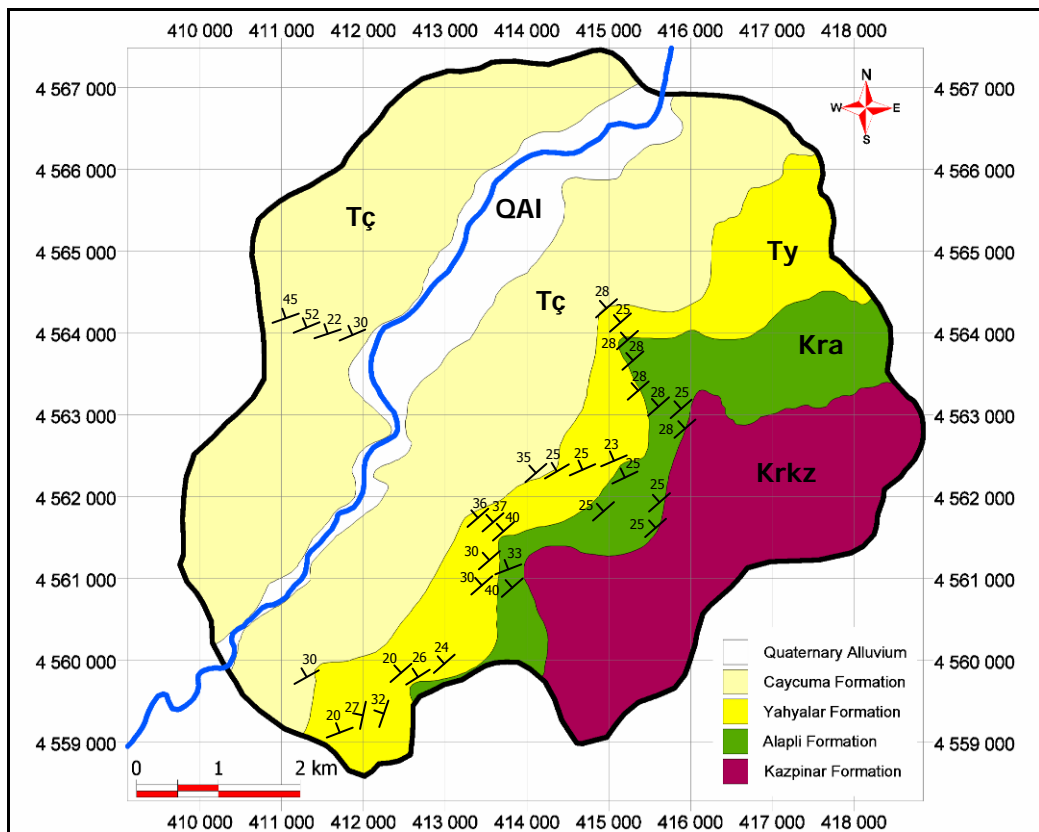 410 000 411 000 412 000 413 000 414 000 415 000 416 000 417 000 418 000
4 567 000 4 567 000
N
W E
S
4 566 000 4 566 000
Tç QAl
4 565 000 Ty 4 565 000
45 Tç 28
52 22 30 25
4 564 000 4 564 000
28 28 Kra
28
28 25
4 563 000 4 563 000
28
35 25 25 23 Krkz
25
25
4 562 000 4 562 000
36 37 25
40 25
30 33
4 561 000 4 561 000
30 40
30 20 26 24 Quaternary Alluvium
4 560 000 4 560 000
Caycuma Formation
27 32 Yahyalar Formation
20
4 559 000 Alapli Formation 4 559 000
0 1 2 km Kazpinar Formation
410 000 411 000 412 000 413 000 414 000 415 000 416 000 417 000 418 000